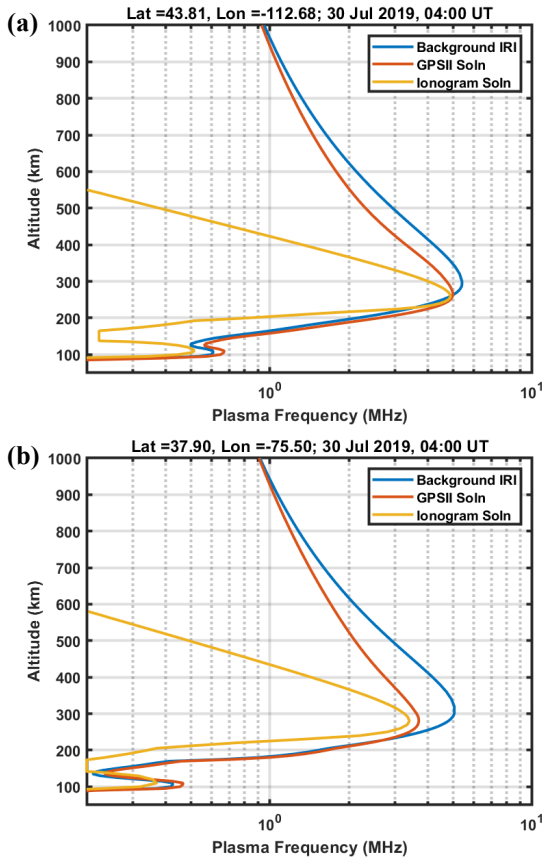 (a)
Lat =43.81, Lon =-112.68; 30 Jul 2019, 04:00 UT
1000
900
800
700
600
500
400
300
200
100
Altitude (km)
Background IRI
GPSII Soln
Ionogram Soln
10^0
10^1
Plasma Frequency (MHz)
(b)
Lat =37.90, Lon =-75.50; 30 Jul 2019, 04:00 UT
1000
900
800
700
600
500
400
300
200
100
Altitude (km)
Background IRI
GPSII Soln
Ionogram Soln
10^0
10^1
Plasma Frequency (MHz)